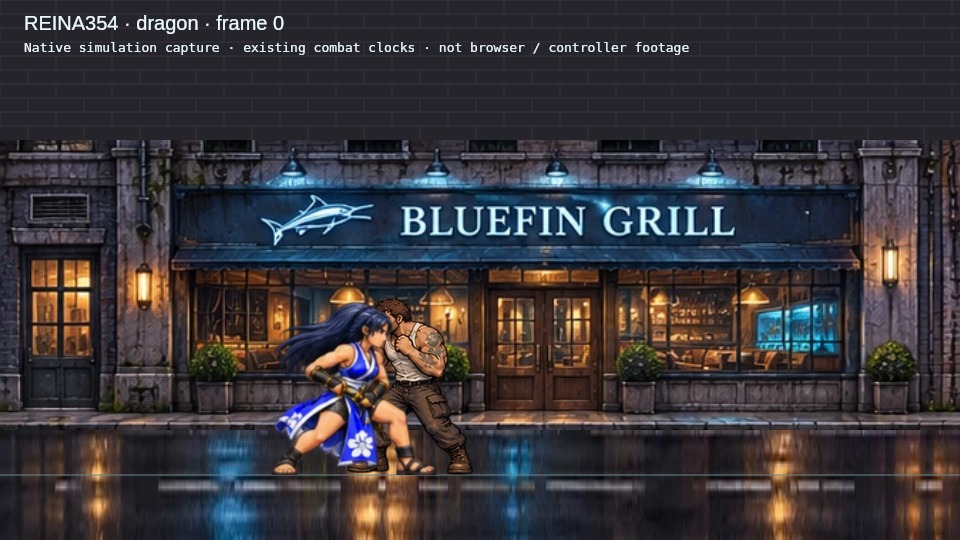 REINA354 · dragon · frame 0
Native simulation capture · existing combat clocks · not browser / controller footage
BLUEFIN GRILL